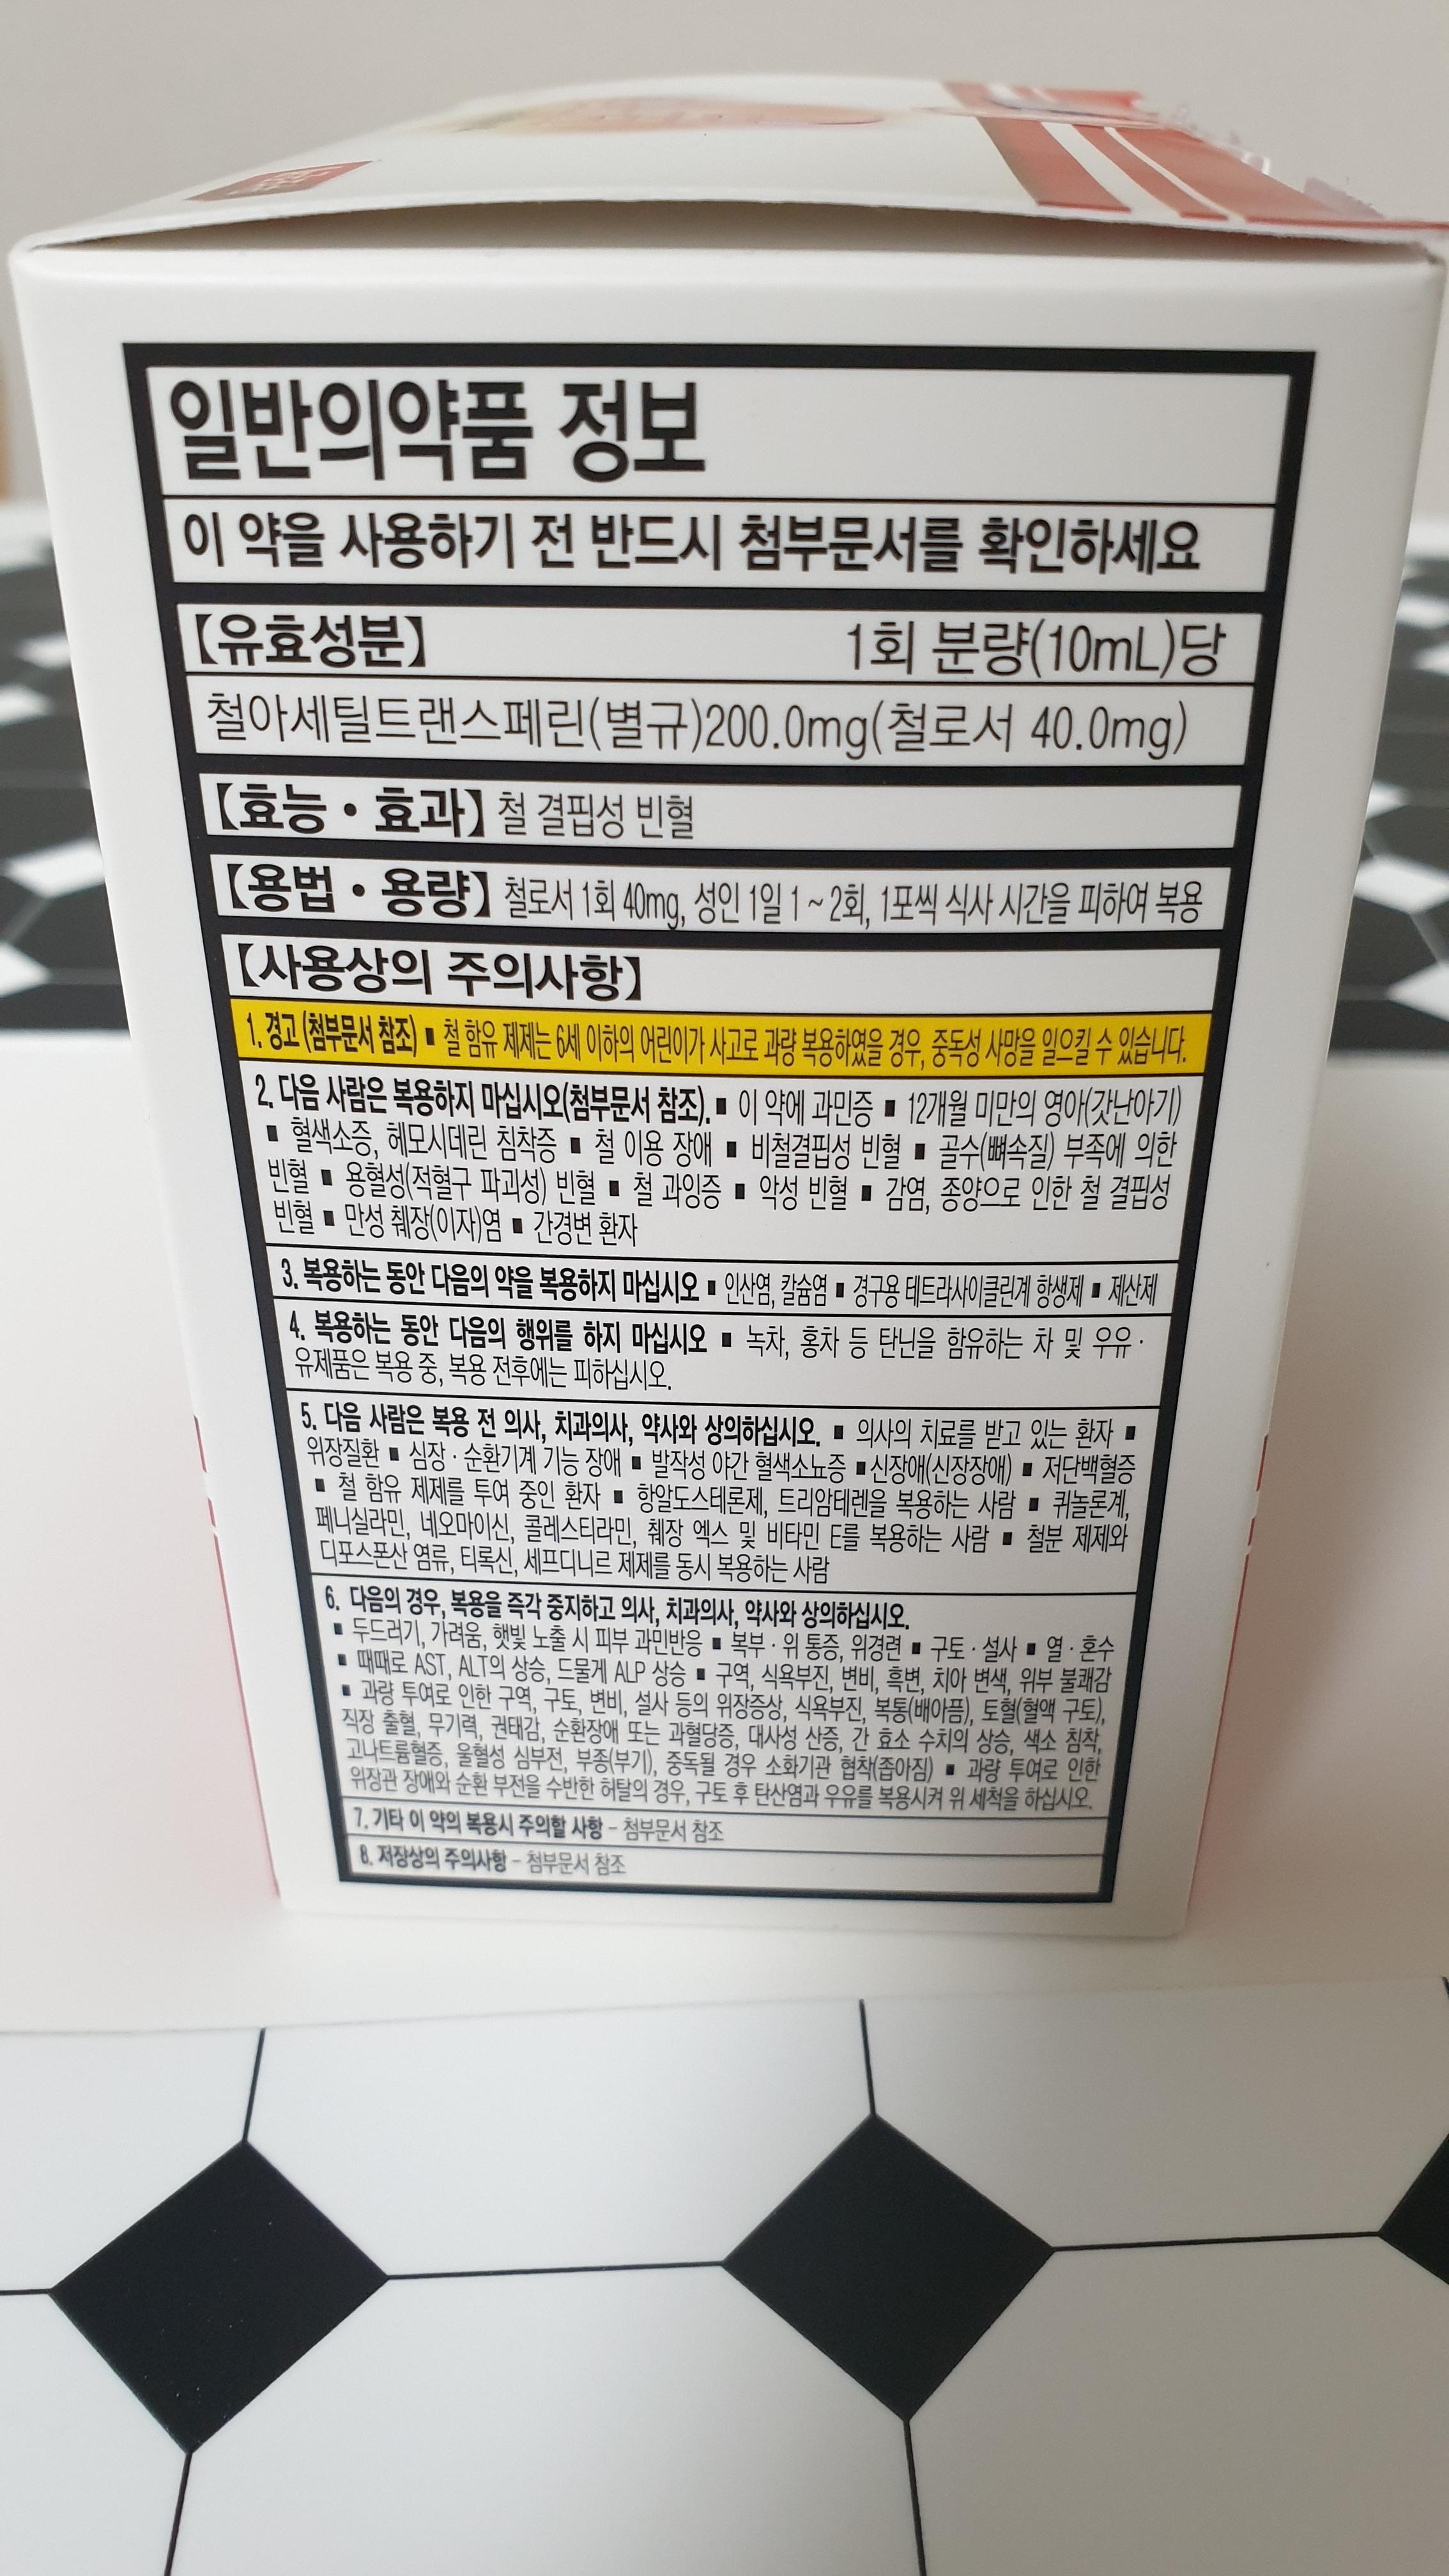 일반의약품 정보
이 약을 사용하기 전 반드시 첨부문서를 확인하세요
【유효성분】 1회 분량(10mL)당
철아세틸트랜스페린(별규)200.0mg(철로서 40.0mg)
【효능 • 효과】 철 결핍성 빈혈
【용법 • 용량】 철로서 1회 40mg, 성인 1일 1 ~ 2회, 1포씩 식사 시간을 피하여 복용
【사용상의 주의사항】
1. 경고 (첨부문서 참조) ▪ 철 함유 제제는 6세 이하의 어린이가 사고로 과량 복용하였을 경우, 중독성 사망을 일으킬 수 있습니다.
2. 다음 사람은 복용하지 마십시오(첨부문서 참조). ▪ 이 약에 과민증 ▪ 12개월 미만의 영아(갓난아기)
▪ 혈색소증, 헤모시데린 침착증 ▪ 철 이용 장애 ▪ 비철결핍성 빈혈 ▪ 골수(뼈속질) 부족에 의한
빈혈 ▪ 용혈성(적혈구 파괴성) 빈혈 ▪ 철 과잉증 ▪ 악성 빈혈 ▪ 감염, 종양으로 인한 철 결핍성
빈혈 ▪ 만성 췌장(이자)염 ▪ 간경변 환자
3. 복용하는 동안 다음의 약을 복용하지 마십시오 ▪ 인산염, 칼슘염 ▪ 경구용 테트라사이클린계 항생제 ▪ 제산제
4. 복용하는 동안 다음의 행위를 하지 마십시오 ▪ 녹차, 홍차 등 탄닌을 함유하는 차 및 우유 ·
유제품은 복용 중, 복용 전후에는 피하십시오.
5. 다음 사람은 복용 전 의사, 치과의사, 약사와 상의하십시오. ▪ 의사의 치료를 받고 있는 환자 ▪
위장질환 ▪ 심장 · 순환기계 기능 장애 ▪ 발작성 야간 혈색소뇨증 ▪ 신장애(신장장애) ▪ 저단백혈증
▪ 철 함유 제제를 투여 중인 환자 ▪ 항알도스테론제, 트리암테렌을 복용하는 사람 ▪ 퀴놀론계,
페니실라민, 네오마이신, 콜레스티라민, 췌장 엑스 및 비타민 E를 복용하는 사람 ▪ 철분 제제와
디포스폰산 염류, 티록신, 세프디니르 제제를 동시 복용하는 사람
6. 다음의 경우, 복용을 즉각 중지하고 의사, 치과의사, 약사와 상의하십시오.
▪ 두드러기, 가려움, 햇빛 노출 시 피부 과민반응 ▪ 복부 · 위 통증, 위경련 ▪ 구토 · 설사 ▪ 열 · 혼수
▪ 때때로 AST, ALT의 상승, 드물게 ALP 상승 ▪ 구역, 식욕부진, 변비, 흑변, 치아 변색, 위부 불쾌감
▪ 과량 투여로 인한 구역, 구토, 변비, 설사 등의 위장증상, 식욕부진, 복통(배아픔), 토혈(혈액 구토),
직장 출혈, 무기력, 권태감, 순환장애 또는 과혈당증, 대사성 산증, 간 효소 수치의 상승, 색소 침착,
고나트륨혈증, 울혈성 심부전, 부종(부기), 중독될 경우 소화기관 협착(좁아짐) ▪ 과량 투여로 인한
위장관 장애와 순환 부전을 수반한 허탈의 경우, 구토 후 탄산염과 우유를 복용시켜 위 세척을 하십시오.
7. 기타 이 약의 복용시 주의할 사항 – 첨부문서 참조
8. 저장상의 주의사항 – 첨부문서 참조